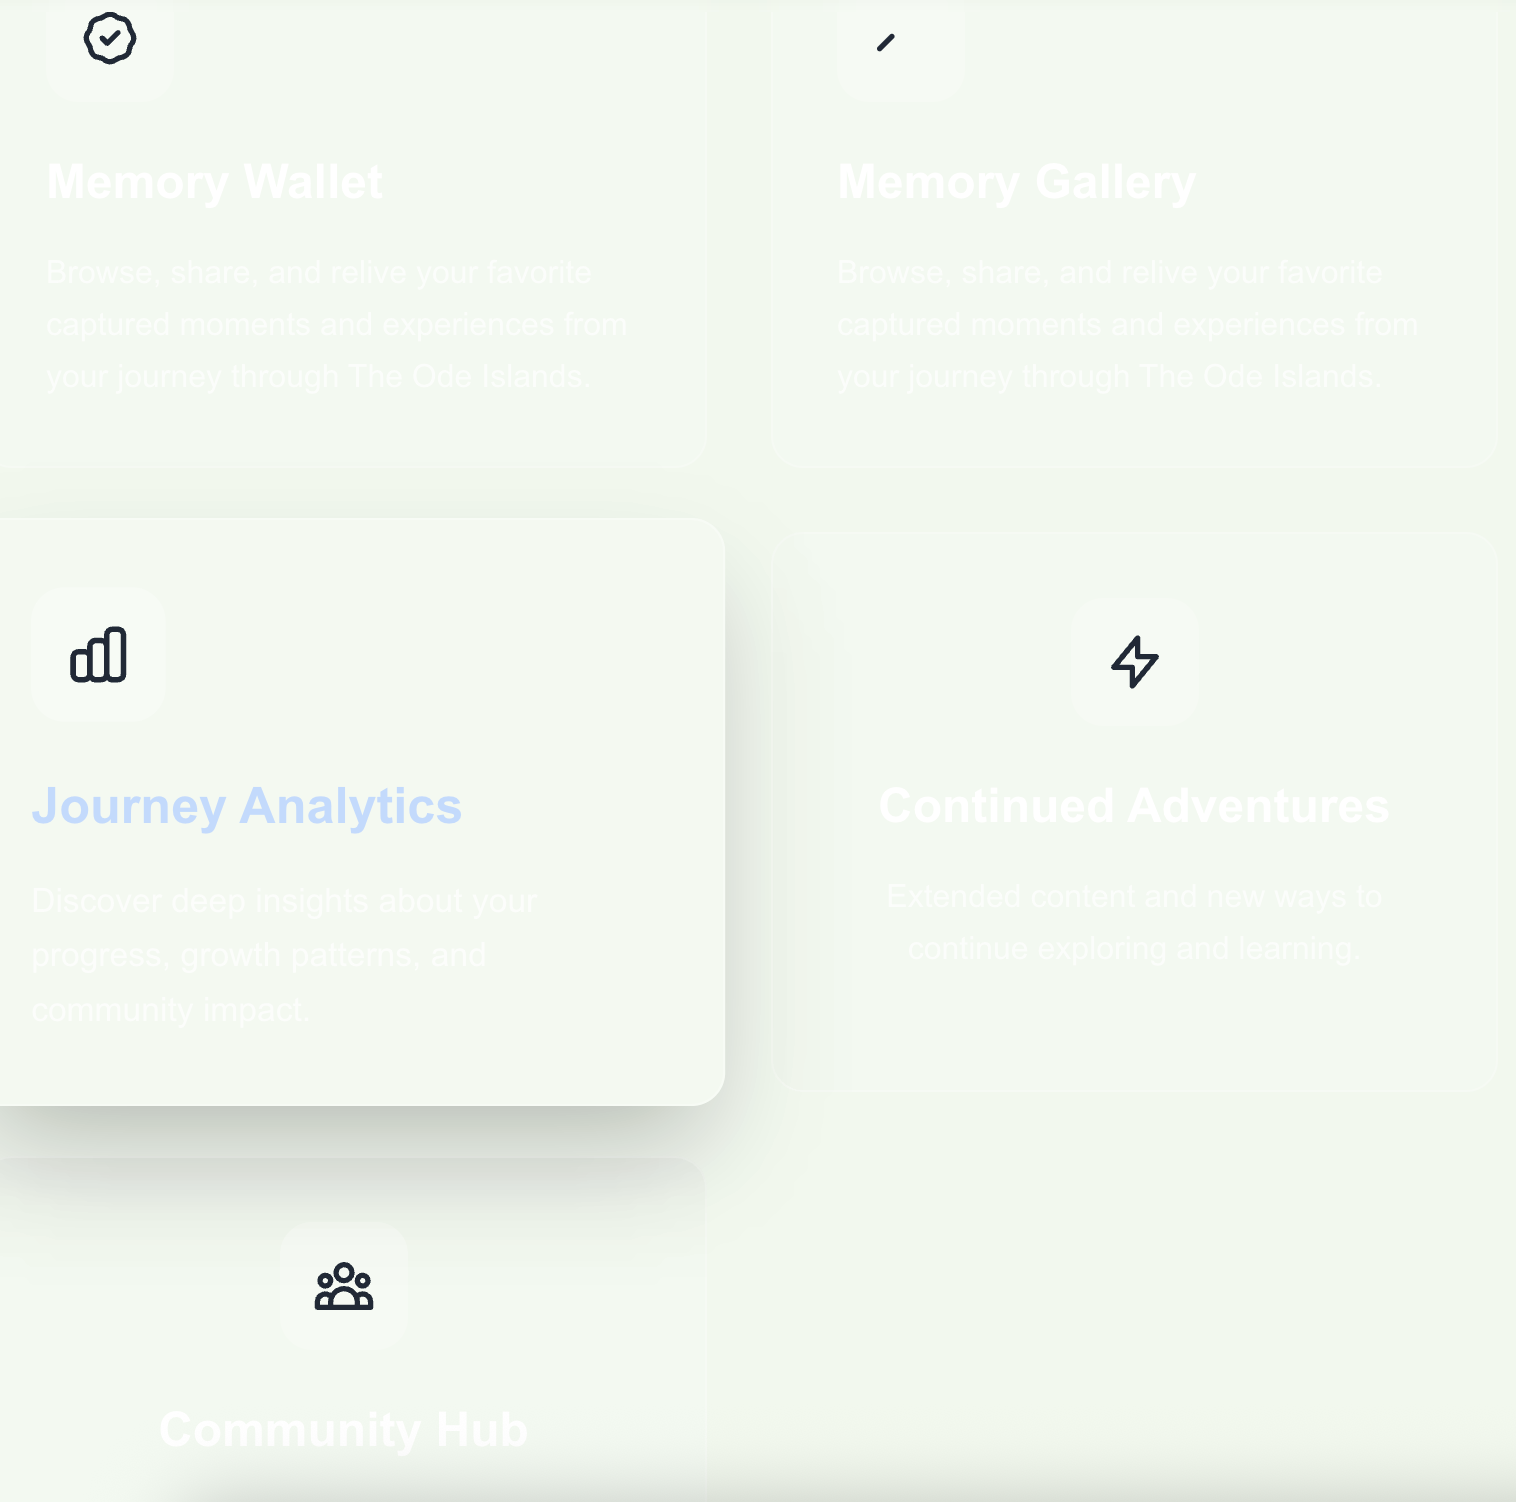 Memory Wallet
Browse, share, and relive your favorite
captured moments and experiences from
your journey through The Ode Islands.
Memory Gallery
Browse, share, and relive your favorite
captured moments and experiences from
your journey through The Ode Islands.
Journey Analytics
Discover deep insights about your
progress, growth patterns, and
community impact.
Continued Adventures
Extended content and new ways to
continue exploring and learning.
Community Hub